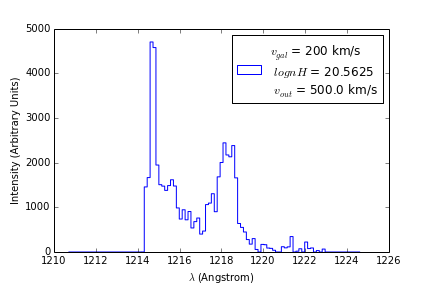 5000
4000
3000
2000
1000
0
1210 1212 1214 1216 1218 1220 1222 1224 1226
Intensity (Arbitrary Units)
λ (Angstrom)
v_gal = 200 km/s
lognH = 20.5625
v_out = 500.0 km/s